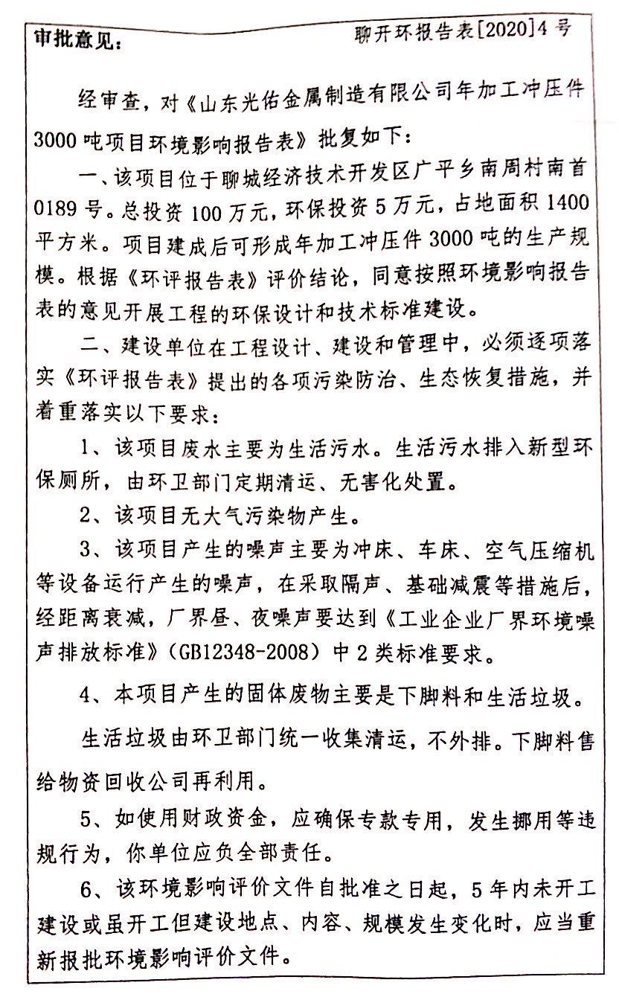 审批意见：
聊开环报告表[2020]4 号
经审查，对《山东光佑金属制造有限公司年加工冲压件
3000 吨项目环境影响报告表》批复如下：
一、该项目位于聊城经济技术开发区广平乡南周村南首
0189 号。总投资 100 万元，环保投资 5 万元，占地面积 1400
平方米。项目建成后可形成年加工冲压件 3000 吨的生产规
模。根据《环评报告表》评价结论，同意按照环境影响报告
表的意见开展工程的环保设计和技术标准建设。
二、建设单位在工程设计、建设和管理中，必须逐项落
实《环评报告表》提出的各项污染防治、生态恢复措施，并
着重落实以下要求：
1、该项目废水主要为生活污水。生活污水排入新型环
保厕所，由环卫部门定期清运、无害化处置。
2、该项目无大气污染物产生。
3、该项目产生的噪声主要为冲床、车床、空气压缩机
等设备运行产生的噪声，在采取隔声、基础减震等措施后，
经距离衰减，厂界昼、夜噪声要达到《工业企业厂界环境噪
声排放标准》（GB12348-2008）中 2 类标准要求。
4、本项目产生的固体废物主要是下脚料和生活垃圾。
生活垃圾由环卫部门统一收集清运，不外排。下脚料售
给物资回收公司再利用。
5、如使用财政资金，应确保专款专用，发生挪用等违
规行为，你单位应负全部责任。
6、该环境影响评价文件自批准之日起，5 年内未开工
建设或虽开工但建设地点、内容、规模发生变化时，应当重
新报批环境影响评价文件。